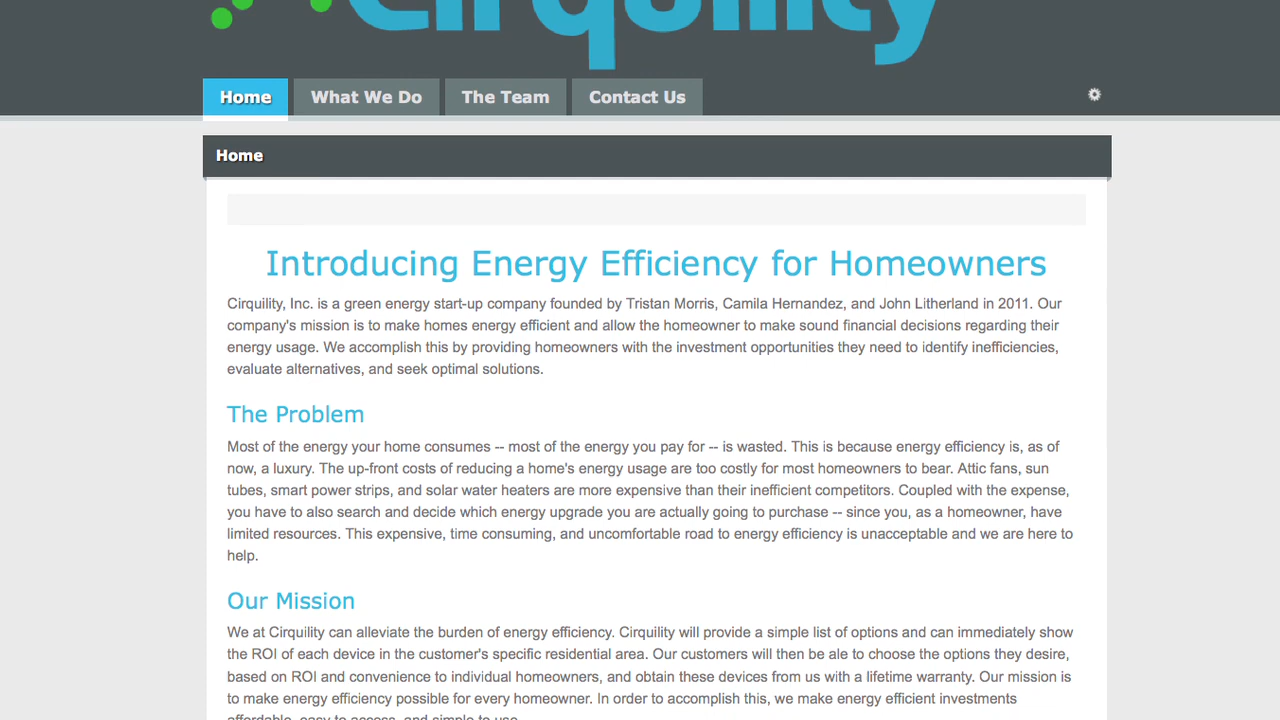 Cirquility
Home What We Do The Team Contact Us
Home
Introducing Energy Efficiency for Homeowners
Cirquility, Inc. is a green energy start-up company founded by Tristan Morris, Camila Hernandez, and John Litherland in 2011. Our
company's mission is to make homes energy efficient and allow the homeowner to make sound financial decisions regarding their
energy usage. We accomplish this by providing homeowners with the investment opportunities they need to identify inefficiencies,
evaluate alternatives, and seek optimal solutions.
The Problem
Most of the energy your home consumes -- most of the energy you pay for -- is wasted. This is because energy efficiency is, as of
now, a luxury. The up-front costs of reducing a home's energy usage are too costly for most homeowners to bear. Attic fans, sun
tubes, smart power strips, and solar water heaters are more expensive than their inefficient competitors. Coupled with the expense,
you have to also search and decide which energy upgrade you are actually going to purchase -- since you, as a homeowner, have
limited resources. This expensive, time consuming, and uncomfortable road to energy efficiency is unacceptable and we are here to
help.
Our Mission
We at Cirquility can alleviate the burden of energy efficiency. Cirquility will provide a simple list of options and can immediately show
the ROI of each device in the customer's specific residential area. Our customers will then be ale to choose the options they desire,
based on ROI and convenience to individual homeowners, and obtain these devices from us with a lifetime warranty. Our mission is
to make energy efficiency possible for every homeowner. In order to accomplish this, we make energy efficient investments
affordable, easy to access, and simple to use.